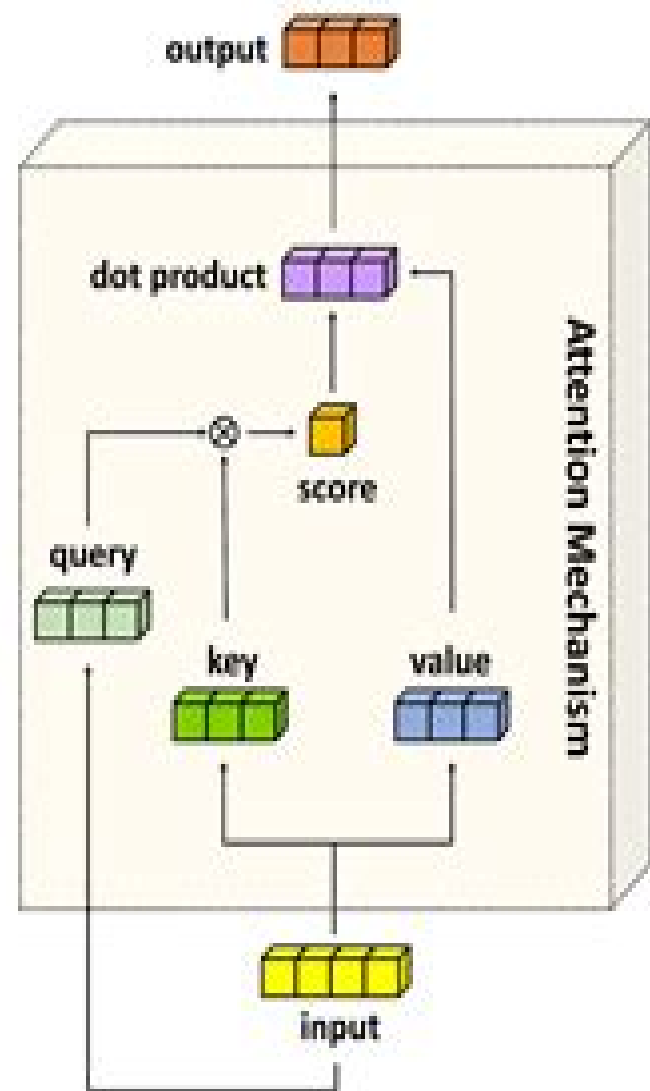 output
dot product
score
query
key
value
input
Attention Mechanism